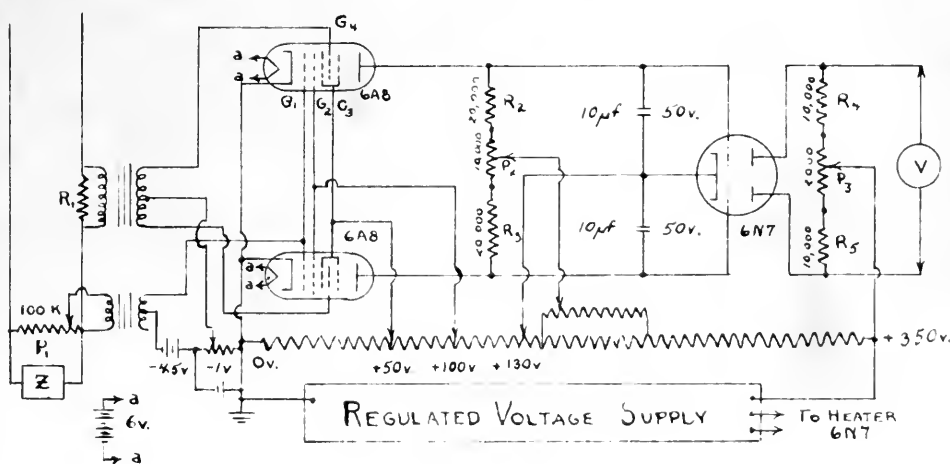 G4
a
a
6A8
G1
G2 G3
R1
R2
10,000
P2
R3
10μf
50v.
10μf
50v.
6N7
10,000
R4
P3
R5
10,000
V
6A8
a
a
100 K
P1
Z
-4.5v
-1v
0v.
+50v.
+100v.
+130v
+350v.
a
6v.
a
REGULATED VOLTAGE SUPPLY
TO HEATER
6N7